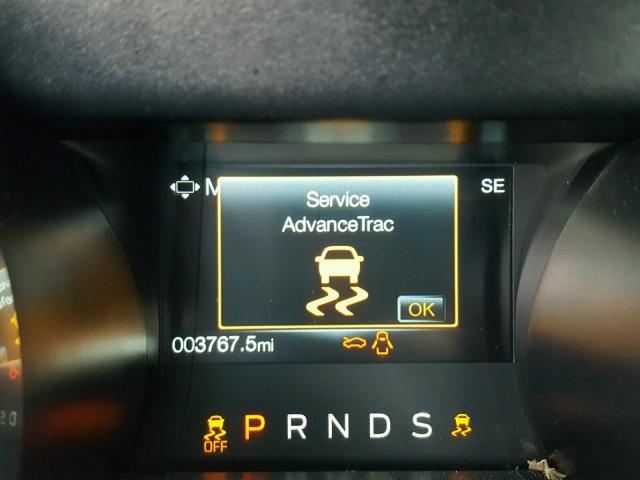 M
SE
Service
AdvanceTrac
OK
003767.5mi
P R N D S
OFF